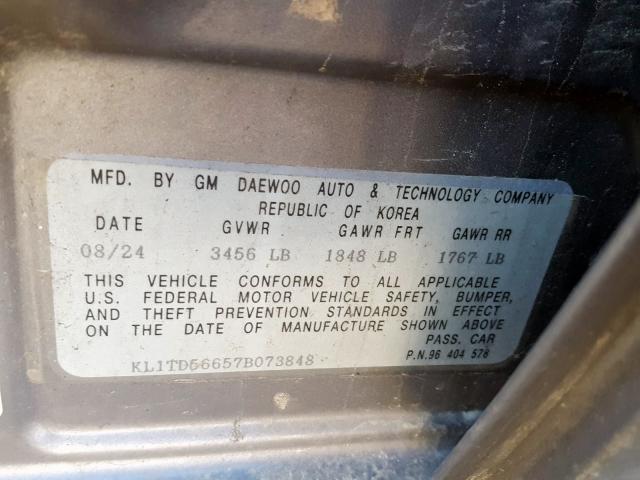 MFD. BY GM DAEWOO AUTO & TECHNOLOGY COMPANY
REPUBLIC OF KOREA
DATE GVWR GAWR FRT GAWR RR
08/24 3456 LB 1848 LB 1767 LB
THIS VEHICLE CONFORMS TO ALL APPLICABLE
U.S. FEDERAL MOTOR VEHICLE SAFETY, BUMPER,
AND THEFT PREVENTION STANDARDS IN EFFECT
ON THE DATE OF MANUFACTURE SHOWN ABOVE
PASS. CAR
KL1TD56657B073848
P.N.96 404 578